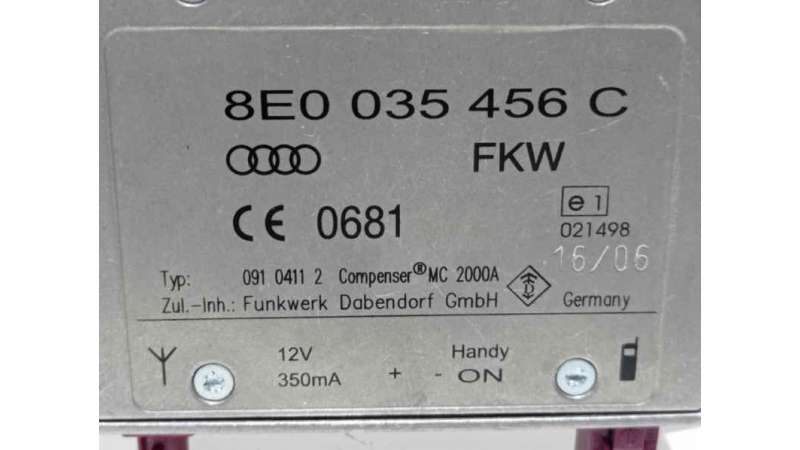 8E0 035 456 C
FKW
CE 0681
e 1
021498
16/06
Typ: 091 0411 2 Compenser® MC 2000A
Zul.-Inh.: Funkwerk Dabendorf GmbH D Germany
12V Handy
350mA + - ON